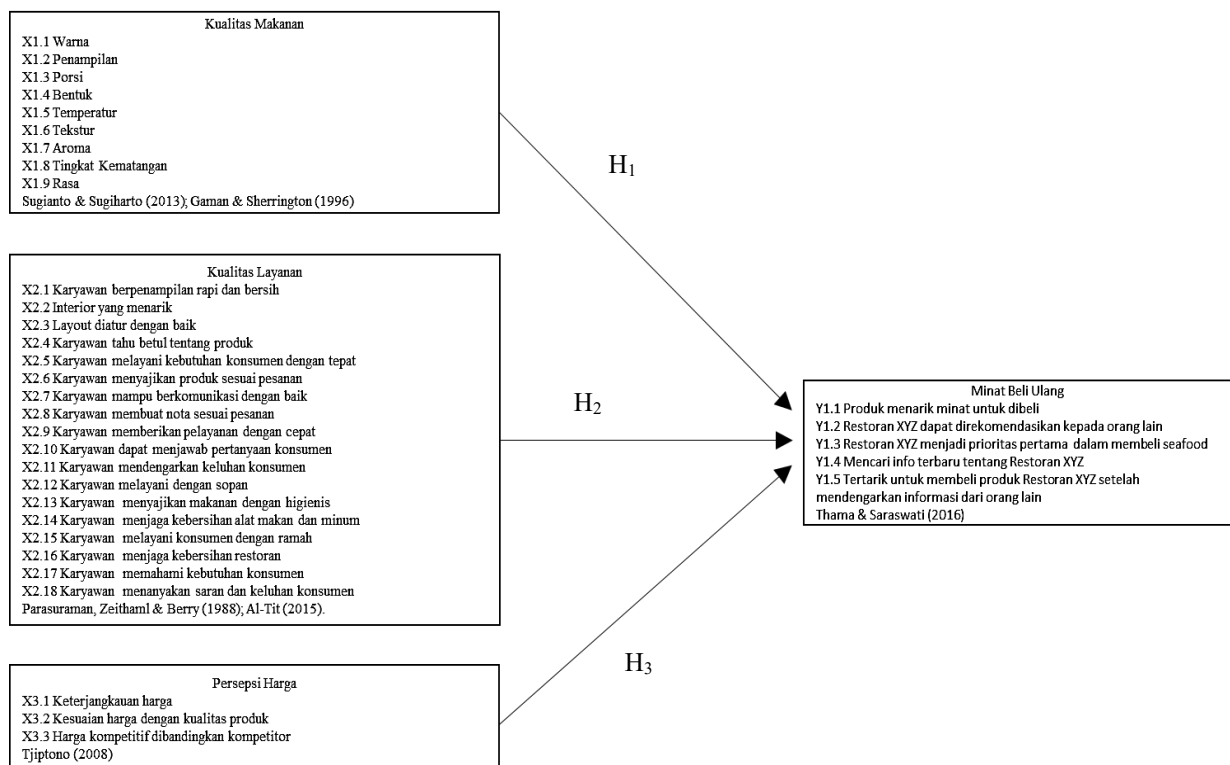 Kualitas Makanan
X1.1 Warna
X1.2 Penampilan
X1.3 Porsi
X1.4 Bentuk
X1.5 Temperatur
X1.6 Tekstur
X1.7 Aroma
X1.8 Tingkat Kematangan
X1.9 Rasa
Sugianto & Sugiharto (2013); Gaman & Sherrington (1996)
H₁
Kualitas Layanan
X2.1 Karyawan berpenampilan rapi dan bersih
X2.2 Interior yang menarik
X2.3 Layout diatur dengan baik
X2.4 Karyawan tahu betul tentang produk
X2.5 Karyawan melayani kebutuhan konsumen dengan tepat
X2.6 Karyawan menyajikan produk sesuai pesanan
X2.7 Karyawan mampu berkomunikasi dengan baik
X2.8 Karyawan membuat nota sesuai pesanan
X2.9 Karyawan memberikan pelayanan dengan cepat
X2.10 Karyawan dapat menjawab pertanyaan konsumen
X2.11 Karyawan mendengarkan keluhan konsumen
X2.12 Karyawan melayani dengan sopan
X2.13 Karyawan menyajikan makanan dengan higienis
X2.14 Karyawan menjaga kebersihan alat makan dan minum
X2.15 Karyawan melayani konsumen dengan ramah
X2.16 Karyawan menjaga kebersihan restoran
X2.17 Karyawan memahami kebutuhan konsumen
X2.18 Karyawan menanyakan saran dan keluhan konsumen
Parasuraman, Zeithaml & Berry (1988); Al-Tit (2015).
H₂
Minat Beli Ulang
Y1.1 Produk menarik minat untuk dibeli
Y1.2 Restoran XYZ dapat direkomendasikan kepada orang lain
Y1.3 Restoran XYZ menjadi prioritas pertama dalam membeli seafood
Y1.4 Mencari info terbaru tentang Restoran XYZ
Y1.5 Tertarik untuk membeli produk Restoran XYZ setelah
mendengarkan informasi dari orang lain
Thama & Saraswati (2016)
H₃
Persepsi Harga
X3.1 Keterjangkauan harga
X3.2 Kesuaian harga dengan kualitas produk
X3.3 Harga kompetitif dibandingkan kompetitor
Tjiptono (2008)